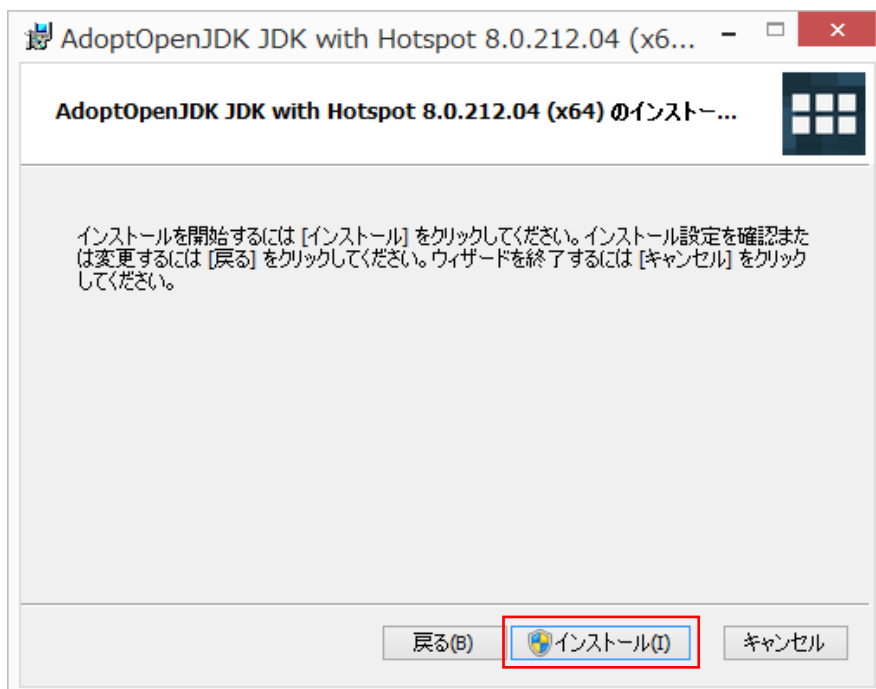 AdoptOpenJDK JDK with Hotspot 8.0.212.04 (x6...
AdoptOpenJDK JDK with Hotspot 8.0.212.04 (x64) のインストー...
インストールを開始するには [インストール] をクリックしてください。インストール設定を確認また
は変更するには [戻る] をクリックしてください。ウィザードを終了するには [キャンセル] をクリック
してください。
戻る(B) インストール(I) キャンセル